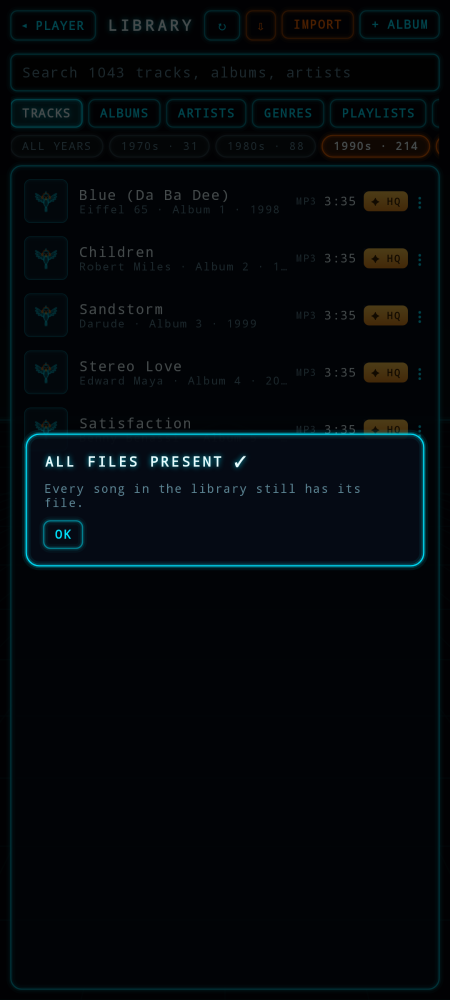 ◂ PLAYER
LIBRARY
↻
⇩
IMPORT
+ ALBUM
Search 1043 tracks, albums, artists
TRACKS
ALBUMS
ARTISTS
GENRES
PLAYLISTS
ALL YEARS
1970s · 31
1980s · 88
1990s · 214
Blue (Da Ba Dee)
Eiffel 65 · Album 1 · 1998
MP3 3:35 ✦ HQ
Children
Robert Miles · Album 2 · 1…
MP3 3:35 ✦ HQ
Sandstorm
Darude · Album 3 · 1999
MP3 3:35 ✦ HQ
Stereo Love
Edward Maya · Album 4 · 20…
MP3 3:35 ✦ HQ
Satisfaction
MP3 3:35 ✦ HQ
ALL FILES PRESENT ✓
Every song in the library still has its
file.
OK